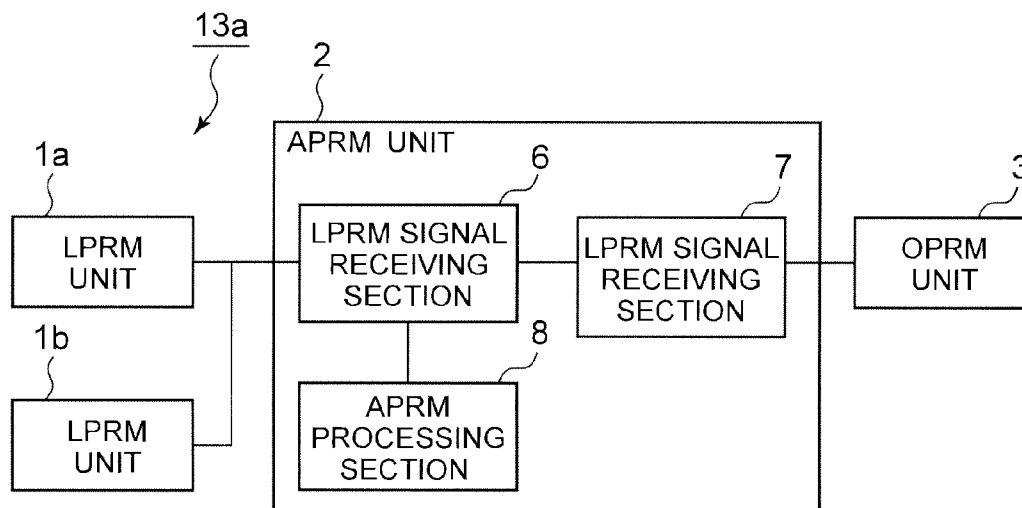 13a
2
APRM UNIT
1a
LPRM
UNIT
6
LPRM SIGNAL
RECEIVING
SECTION
7
LPRM SIGNAL
RECEIVING
SECTION
3
OPRM
UNIT
1b
LPRM
UNIT
8
APRM
PROCESSING
SECTION